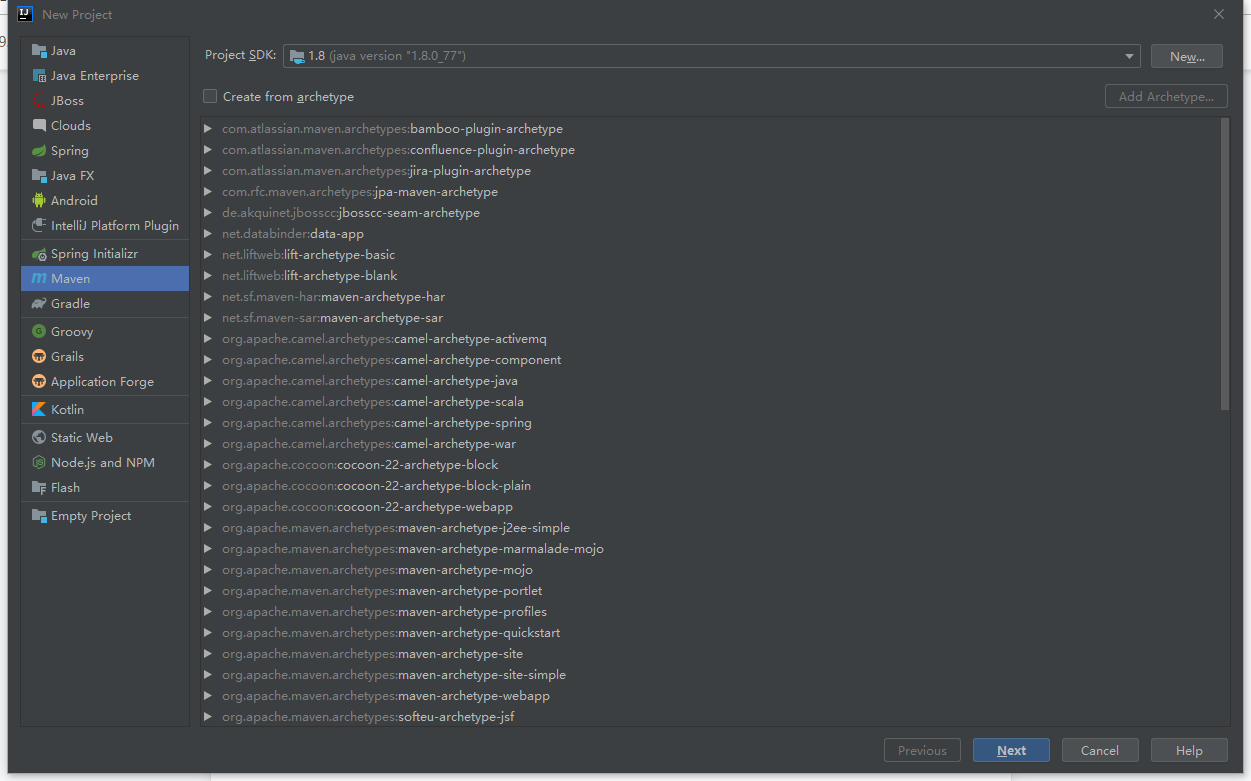 New Project
Java
Java Enterprise
JBoss
Clouds
Spring
Java FX
Android
IntelliJ Platform Plugin
Spring Initializr
Maven
Gradle
Groovy
Grails
Application Forge
Kotlin
Static Web
Node.js and NPM
Flash
Empty Project
Project SDK: 1.8 (java version "1.8.0_77") New...
Create from archetype Add Archetype...
com.atlassian.maven.archetypes:bamboo-plugin-archetype
com.atlassian.maven.archetypes:confluence-plugin-archetype
com.atlassian.maven.archetypes:jira-plugin-archetype
com.rfc.maven.archetypes:jpa-maven-archetype
de.akquinet.jbosscc:jbosscc-seam-archetype
net.databinder:data-app
net.liftweb:lift-archetype-basic
net.liftweb:lift-archetype-blank
net.sf.maven-har:maven-archetype-har
net.sf.maven-sar:maven-archetype-sar
org.apache.camel.archetypes:camel-archetype-activemq
org.apache.camel.archetypes:camel-archetype-component
org.apache.camel.archetypes:camel-archetype-java
org.apache.camel.archetypes:camel-archetype-scala
org.apache.camel.archetypes:camel-archetype-spring
org.apache.camel.archetypes:camel-archetype-war
org.apache.cocoon:cocoon-22-archetype-block
org.apache.cocoon:cocoon-22-archetype-block-plain
org.apache.cocoon:cocoon-22-archetype-webapp
org.apache.maven.archetypes:maven-archetype-j2ee-simple
org.apache.maven.archetypes:maven-archetype-marmalade-mojo
org.apache.maven.archetypes:maven-archetype-mojo
org.apache.maven.archetypes:maven-archetype-portlet
org.apache.maven.archetypes:maven-archetype-profiles
org.apache.maven.archetypes:maven-archetype-quickstart
org.apache.maven.archetypes:maven-archetype-site
org.apache.maven.archetypes:maven-archetype-site-simple
org.apache.maven.archetypes:maven-archetype-webapp
org.apache.maven.archetypes:softeu-archetype-jsf
Previous Next Cancel Help